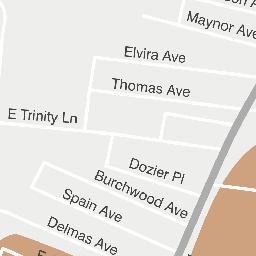 Maynor Ave
Elvira Ave
Thomas Ave
E Trinity Ln
Dozier Pl
Burchwood Ave
Spain Ave
Delmas Ave